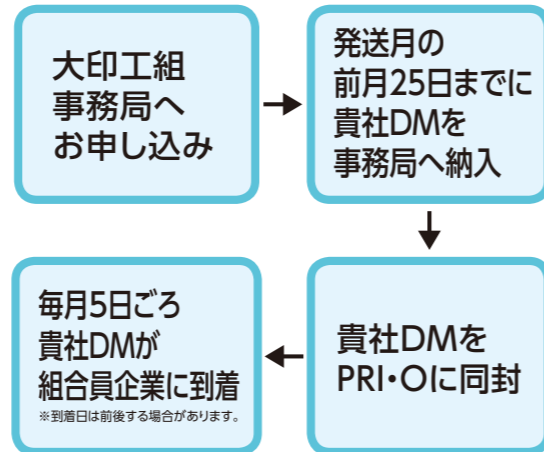 大印工組
事務局へ
お申し込み
発送月の
前月25日までに
貴社DMを
事務局へ納入
貴社DMを
PRI・Oに同封
毎月5日ごろ
貴社DMが
組合員企業に到着
※到着日は前後する場合があります。